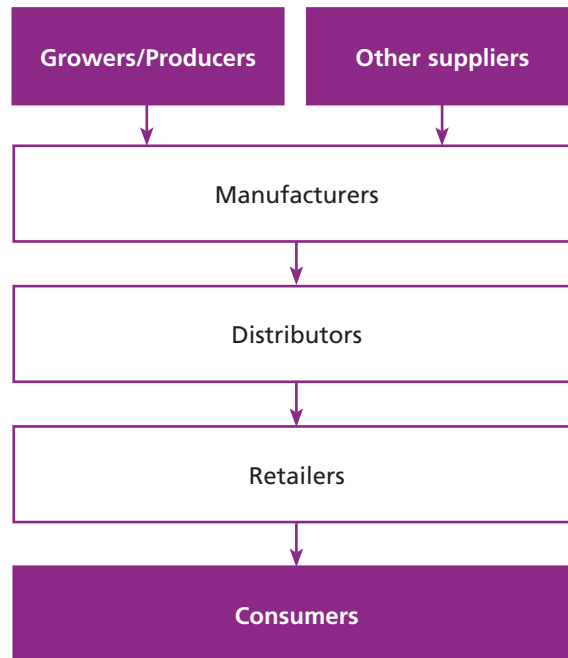 Growers/Producers
Other suppliers
Manufacturers
Distributors
Retailers
Consumers